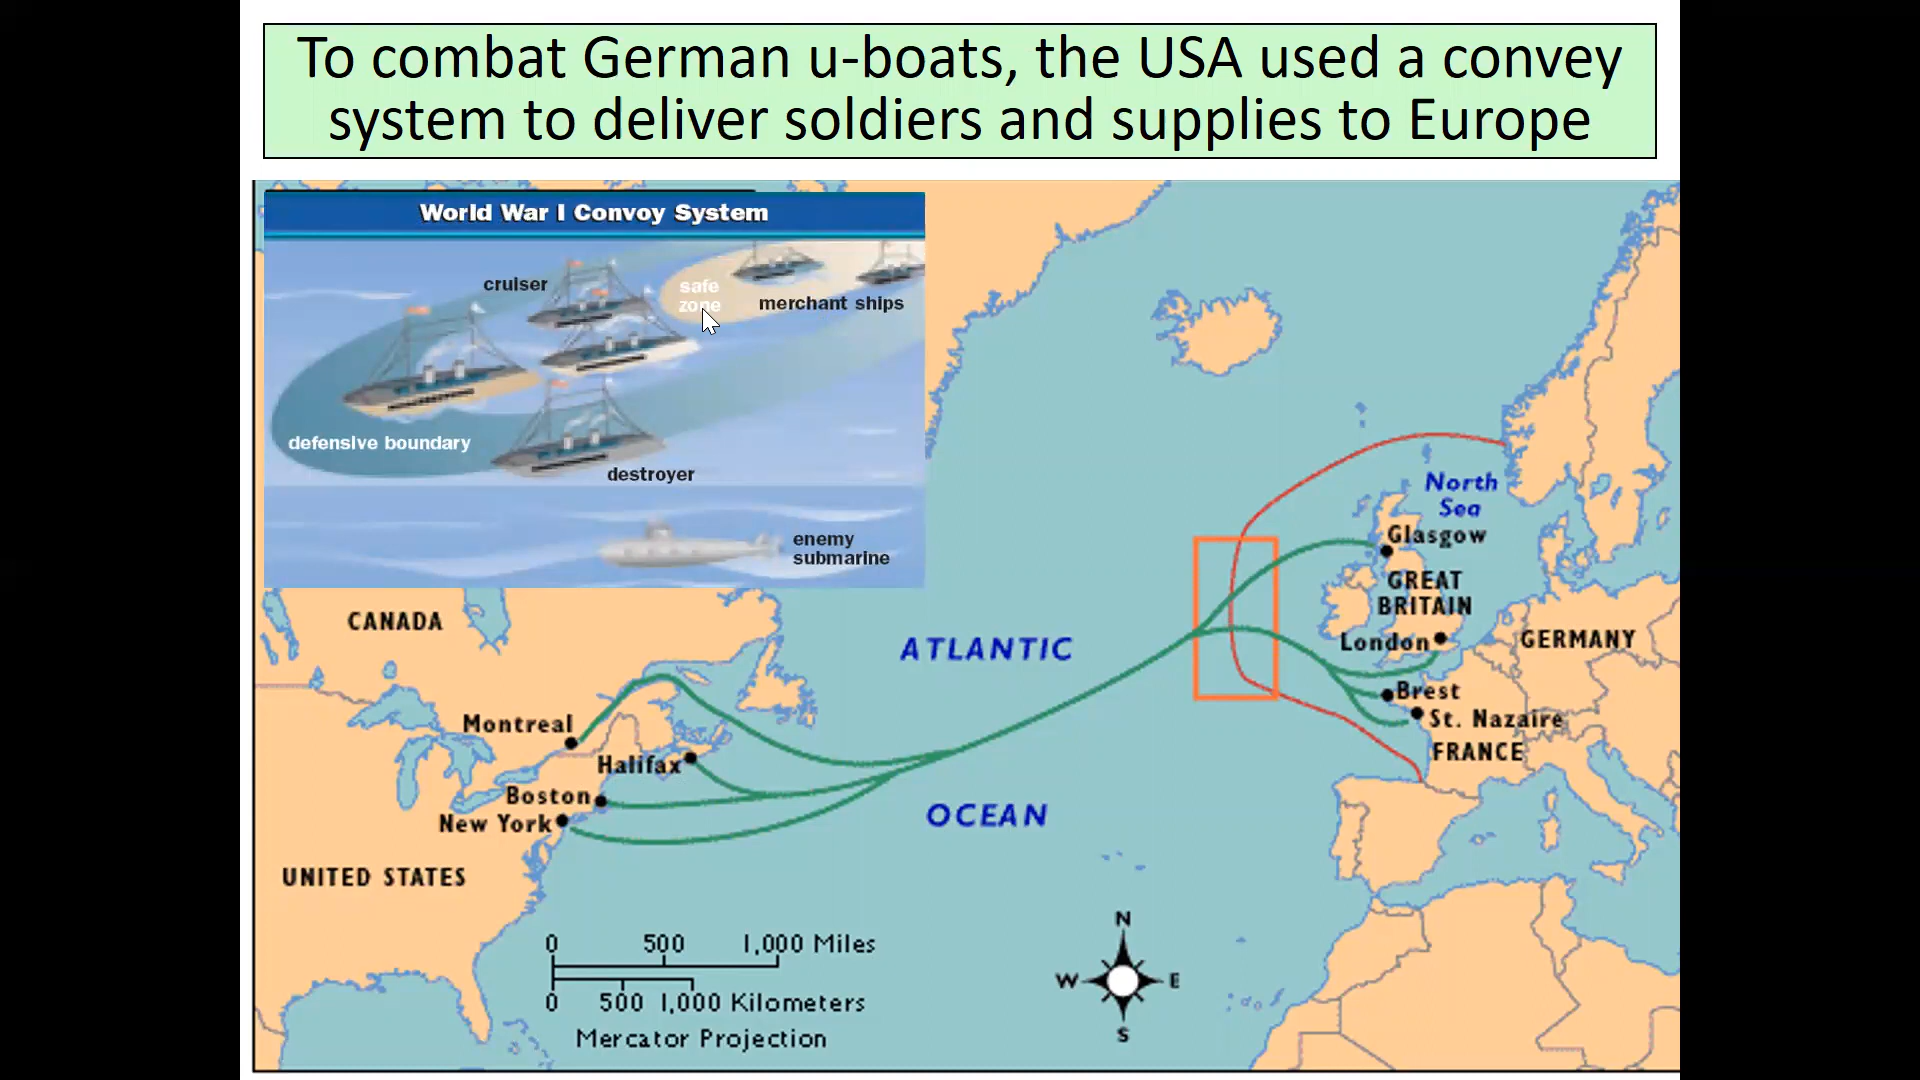 To combat German u-boats, the USA used a convey
system to deliver soldiers and supplies to Europe
World War I Convoy System
cruiser
safe
zone
merchant ships
defensive boundary
destroyer
enemy
submarine
North
Sea
Glasgow
GREAT
BRITAIN
London
GERMANY
Brest
St. Nazaire
FRANCE
CANADA
ATLANTIC
Montreal
Halifax
Boston
New York
OCEAN
UNITED STATES
0 500 1,000 Miles
0 500 1,000 Kilometers
Mercator Projection
N
W E
S